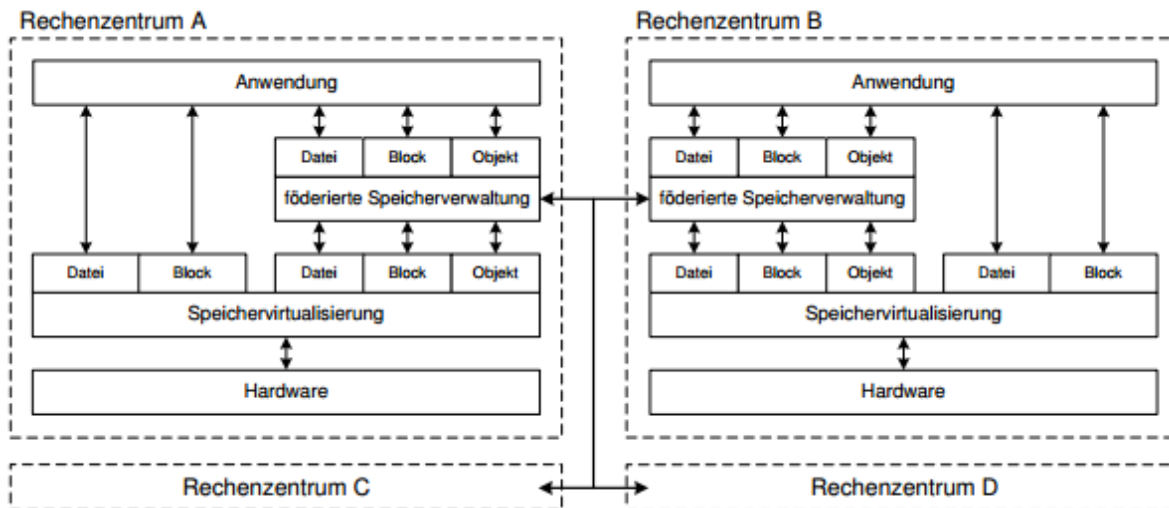 Rechenzentrum A
Rechenzentrum B
Anwendung
Anwendung
Datei Block Objekt
Datei Block Objekt
föderierte Speicherverwaltung
föderierte Speicherverwaltung
Datei Block Datei Block Objekt
Datei Block Objekt Datei Block
Speichervirtualisierung
Speichervirtualisierung
Hardware
Hardware
Rechenzentrum C
Rechenzentrum D